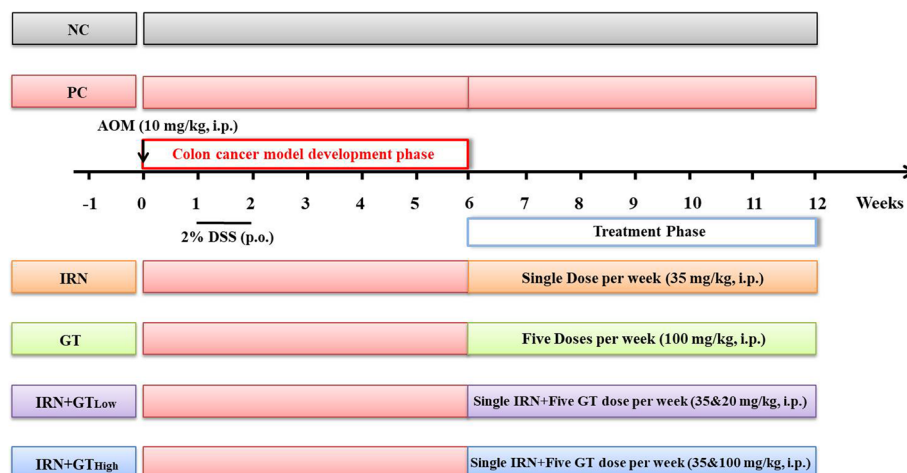 NC
PC
AOM (10 mg/kg, i.p.)
Colon cancer model development phase
-1 0 1 2 3 4 5 6 7 8 9 10 11 12 Weeks
2% DSS (p.o.)
Treatment Phase
IRN
Single Dose per week (35 mg/kg, i.p.)
GT
Five Doses per week (100 mg/kg, i.p.)
IRN+GTLow
Single IRN+Five GT dose per week (35&20 mg/kg, i.p.)
IRN+GTHigh
Single IRN+Five GT dose per week (35&100 mg/kg, i.p.)